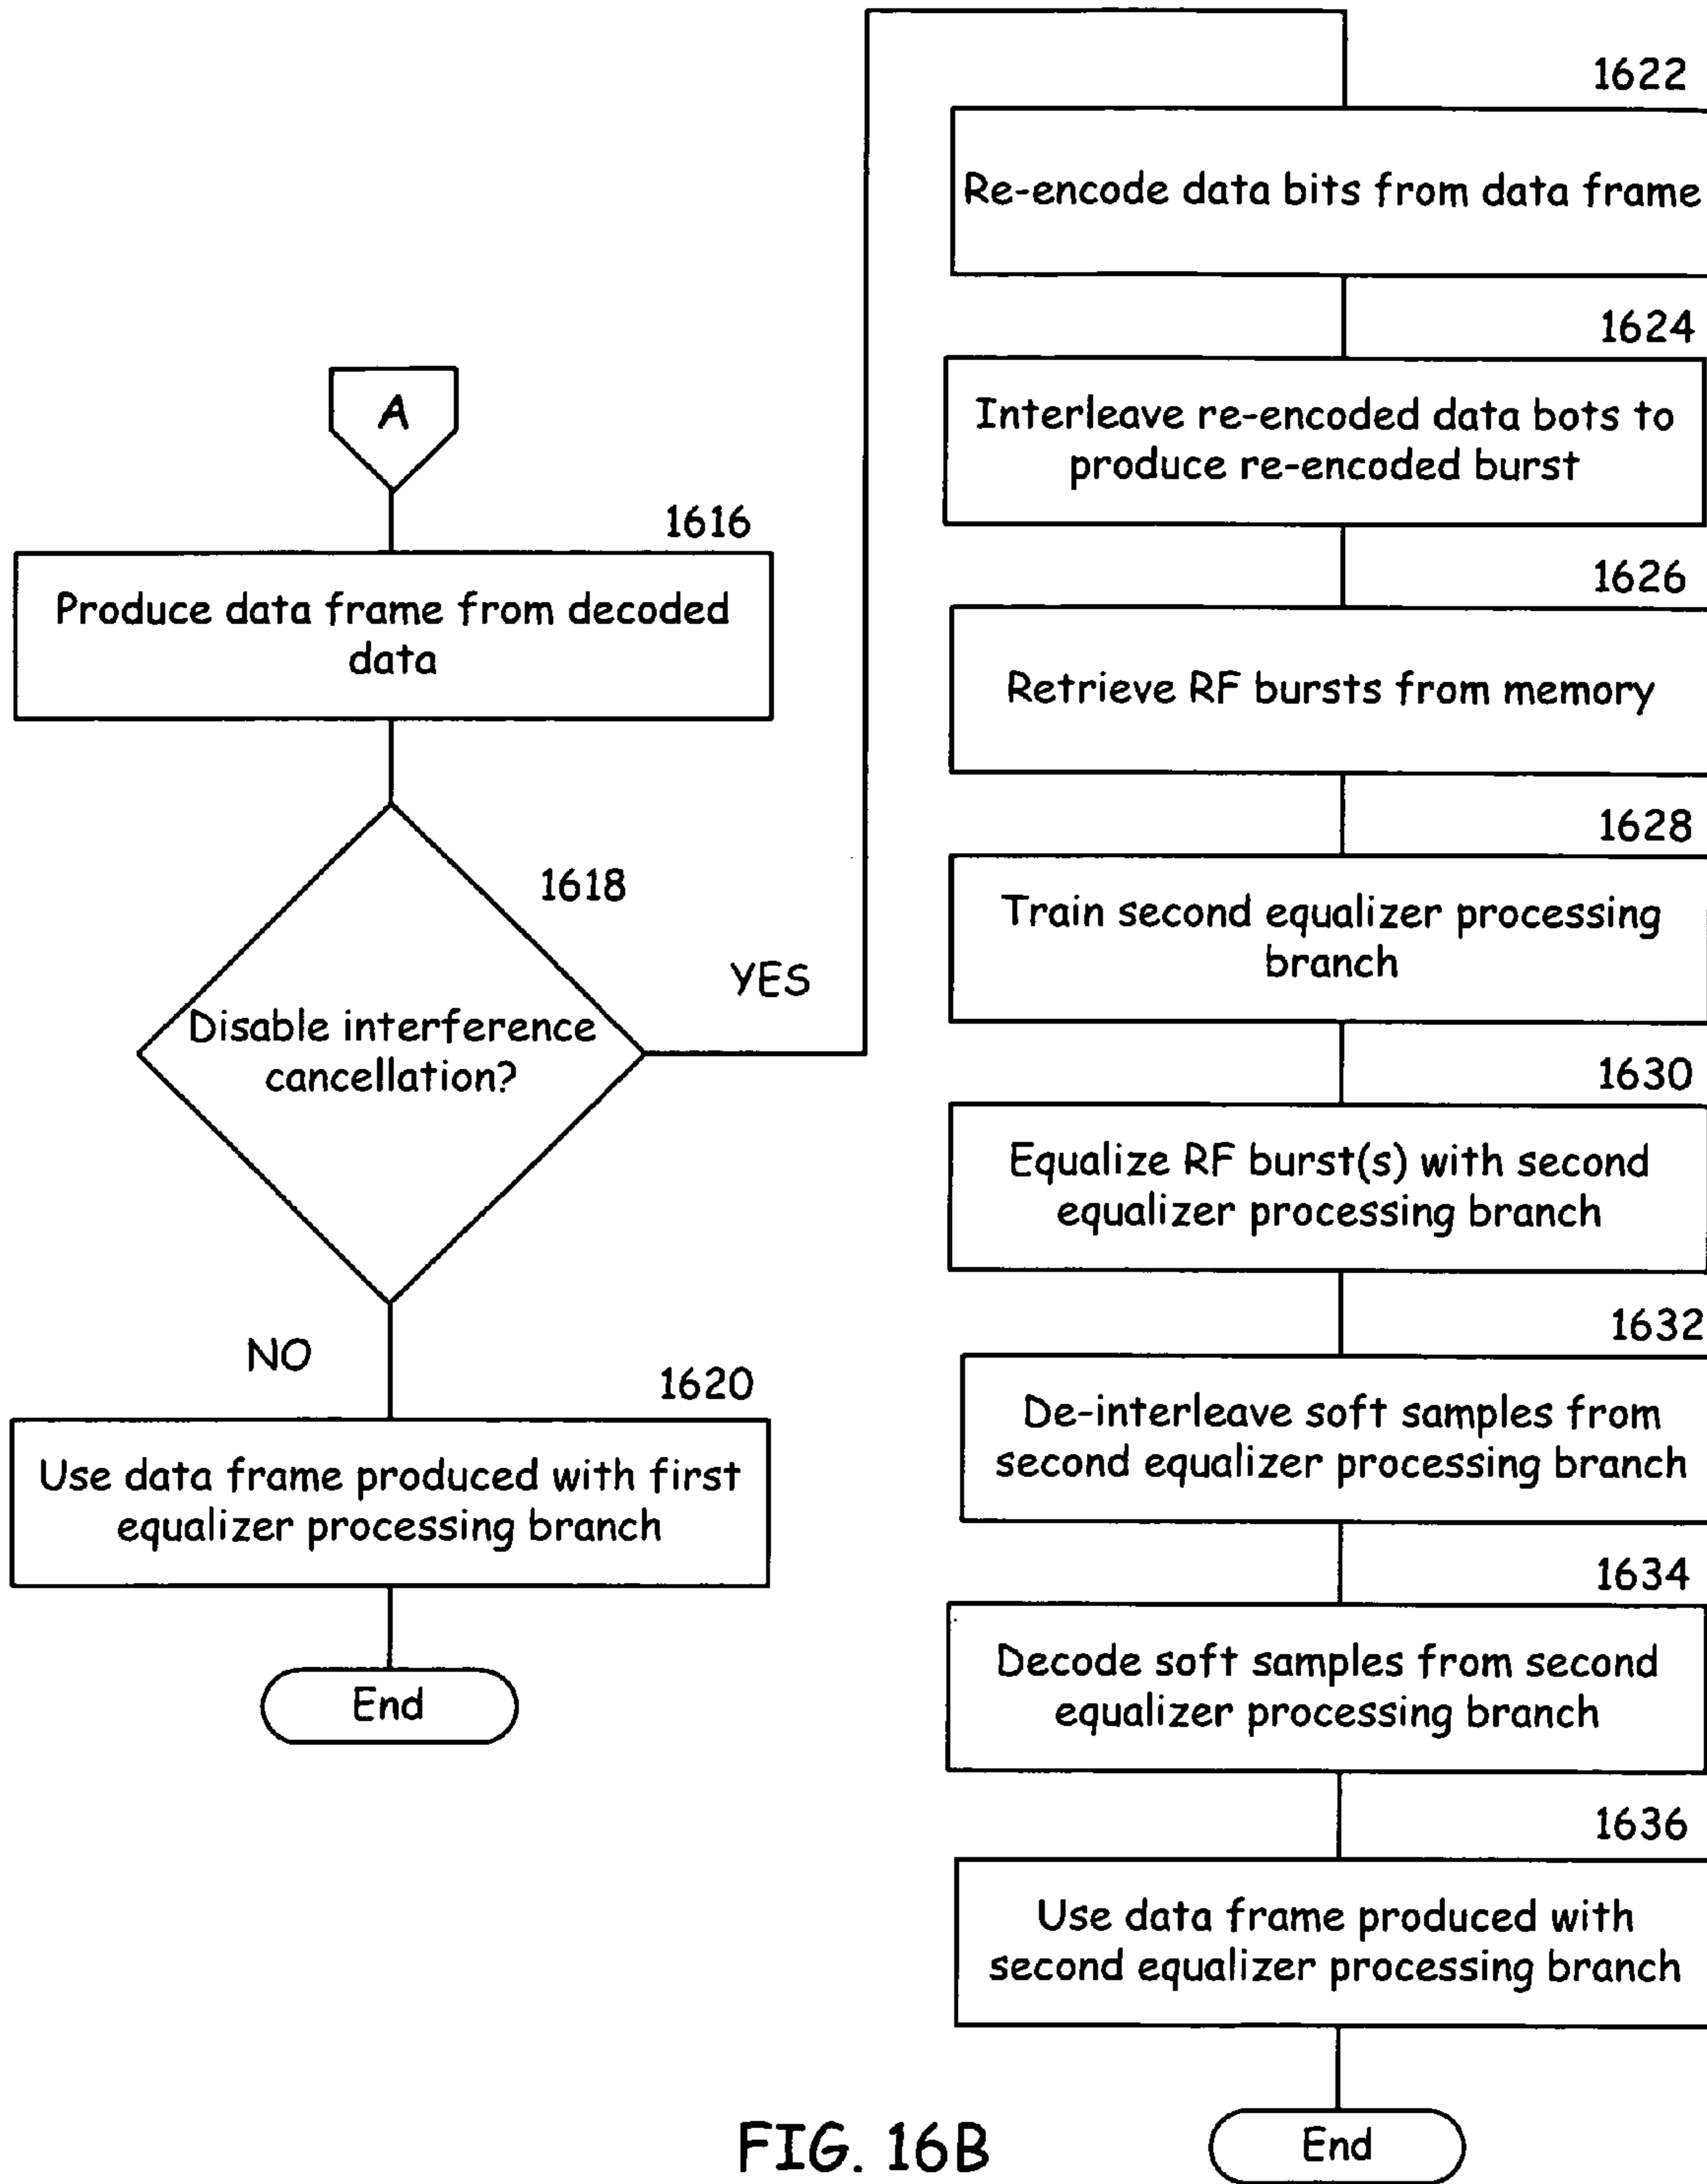 A
1616
Produce data frame from decoded
data
1618
Disable interference
cancellation?
YES
NO
1620
Use data frame produced with first
equalizer processing branch
End
1622
Re-encode data bits from data frame
1624
Interleave re-encoded data bots to
produce re-encoded burst
1626
Retrieve RF bursts from memory
1628
Train second equalizer processing
branch
1630
Equalize RF burst(s) with second
equalizer processing branch
1632
De-interleave soft samples from
second equalizer processing branch
1634
Decode soft samples from second
equalizer processing branch
1636
Use data frame produced with
second equalizer processing branch
End
FIG. 16B